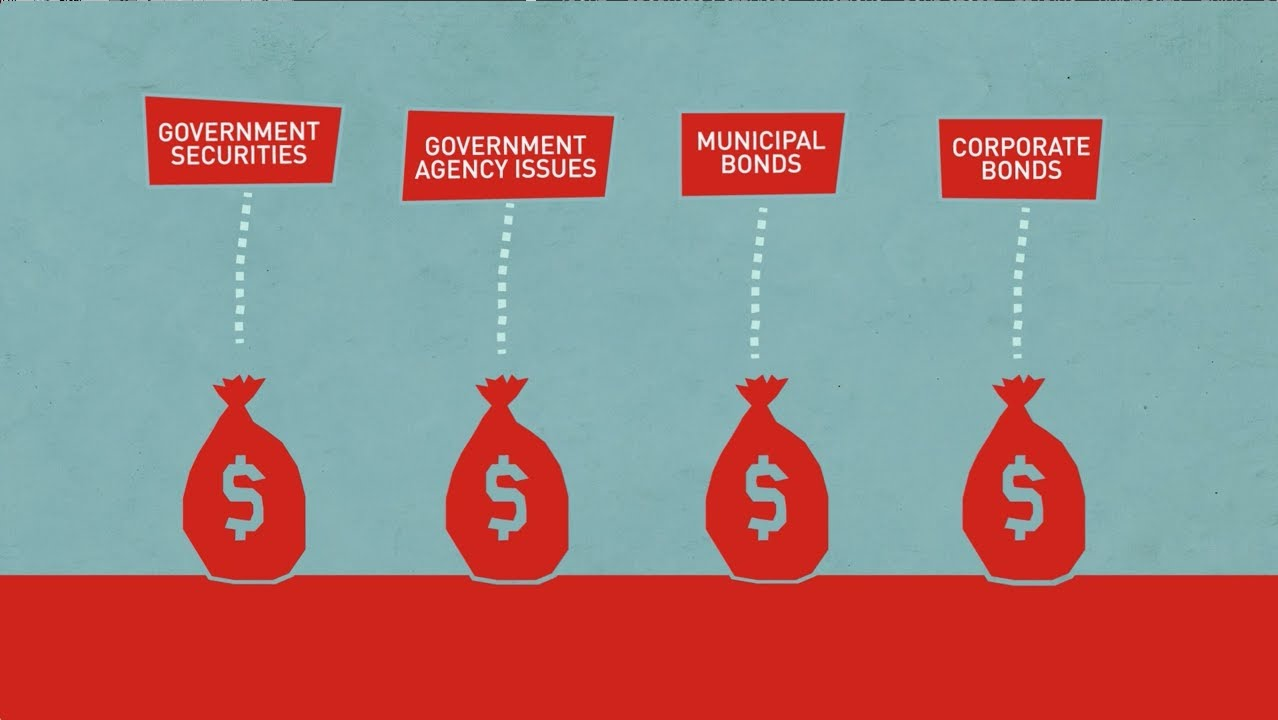 GOVERNMENT
SECURITIES
GOVERNMENT
AGENCY ISSUES
MUNICIPAL
BONDS
CORPORATE
BONDS
$
$
$
$